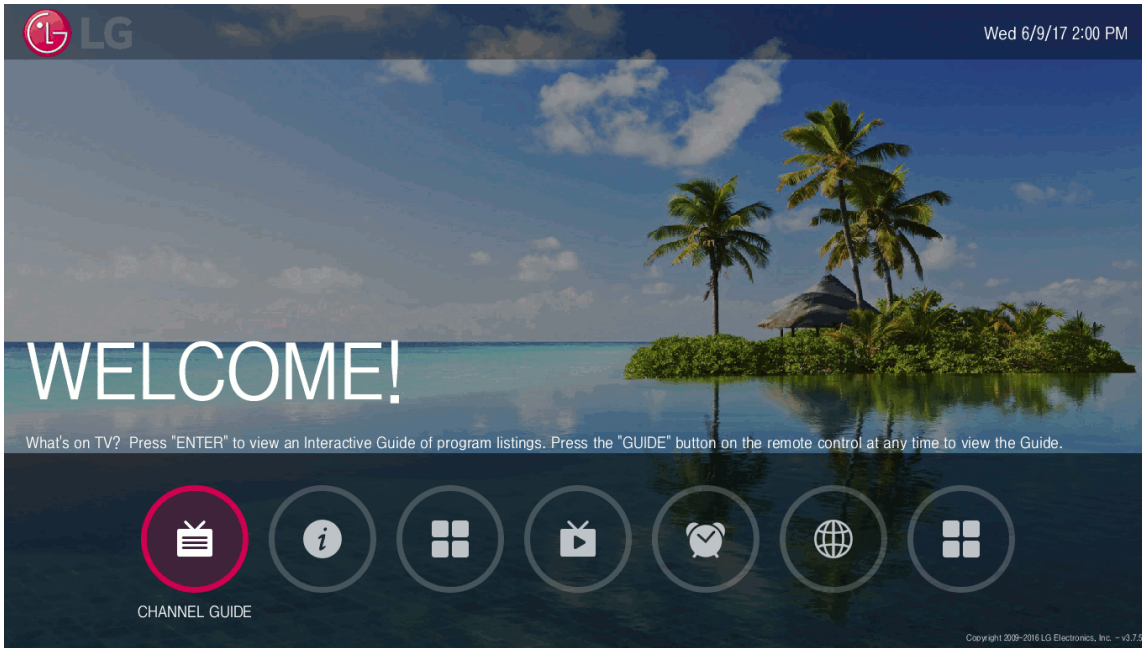 LG
Wed 6/9/17 2:00 PM
WELCOME!
What's on TV?  Press "ENTER" to view an Interactive Guide of program listings. Press the "GUIDE" button on the remote control at any time to view the Guide.
CHANNEL GUIDE
Copyright 2009-2016 LG Electronics, Inc. - v3.7.5